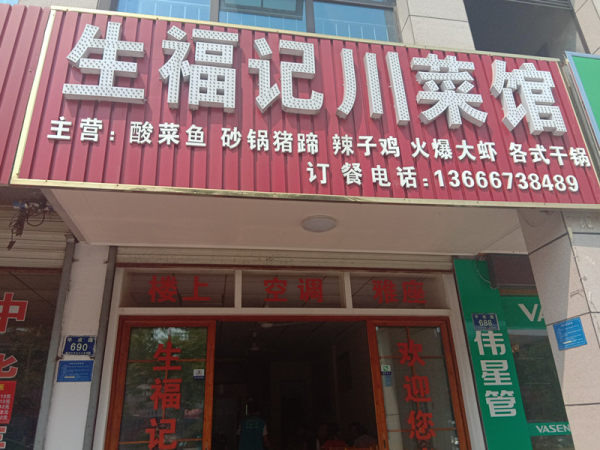 生福记川菜馆
主营：酸菜鱼 砂锅猪蹄 辣子鸡 火爆大虾 各式干锅
订餐电话：13666738489
楼上 空调 雅座
生福记
欢迎您
690
688
伟星管
VASEN
中